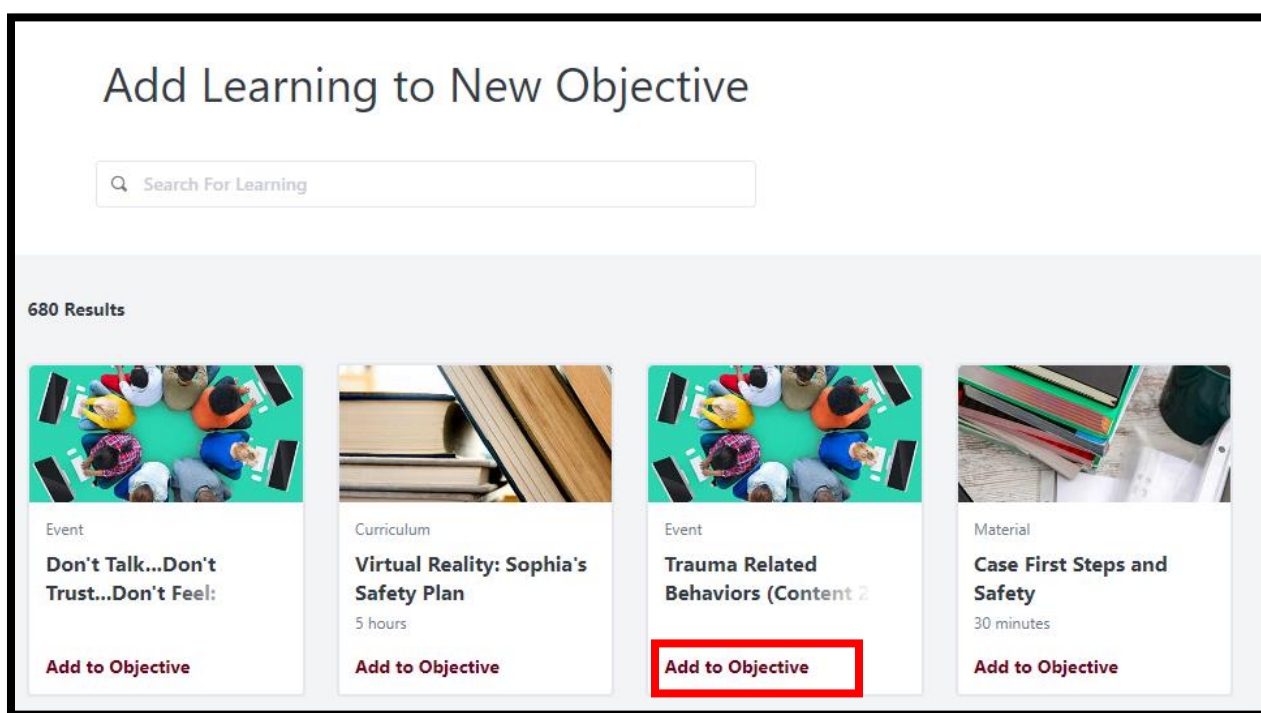 Add Learning to New Objective
Search For Learning
680 Results
Event
Don't Talk...Don't
Trust...Don't Feel:
Add to Objective
Curriculum
Virtual Reality: Sophia's
Safety Plan
5 hours
Add to Objective
Event
Trauma Related
Behaviors (Content 2
Add to Objective
Material
Case First Steps and
Safety
30 minutes
Add to Objective